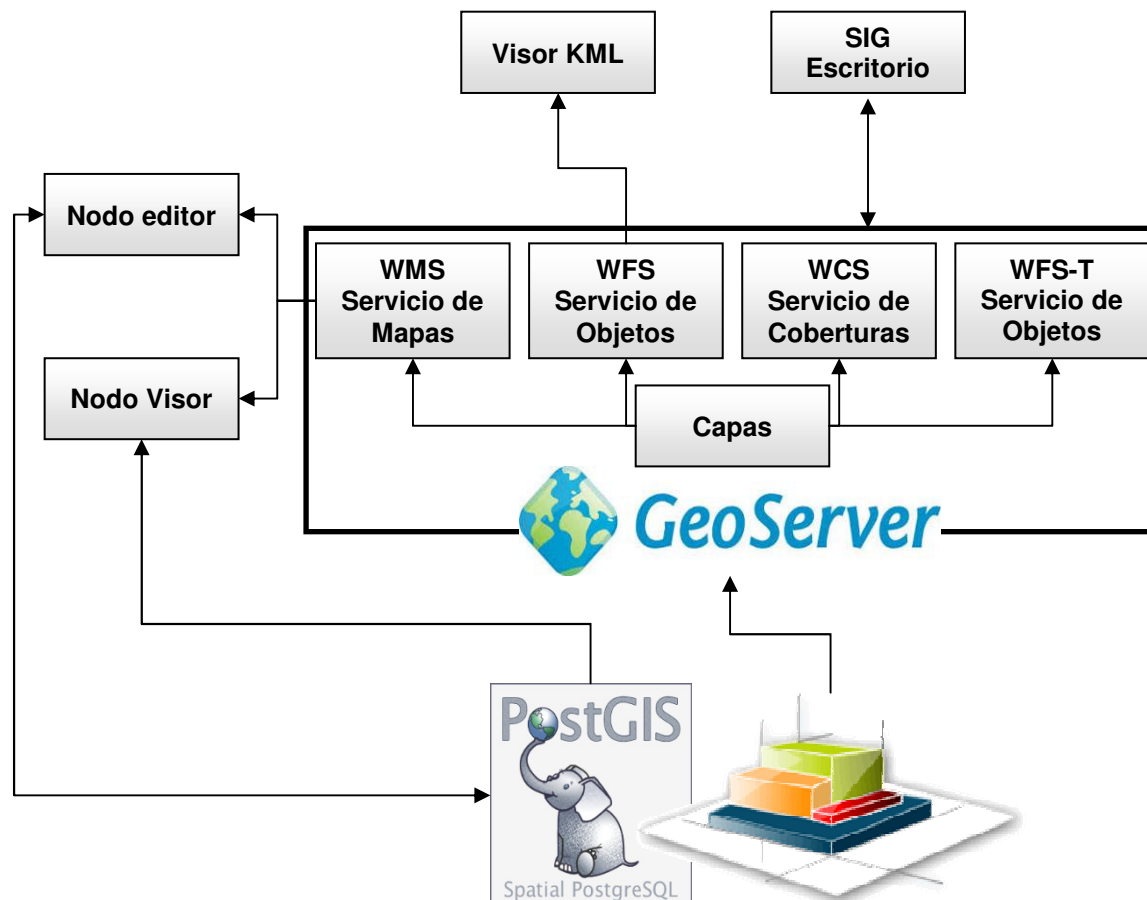 Visor KML
SIG
Escritorio
Nodo editor
WMS
Servicio de
Mapas
WFS
Servicio de
Objetos
WCS
Servicio de
Coberturas
WFS-T
Servicio de
Objetos
Nodo Visor
Capas
GeoServer
PostGIS
Spatial PostgreSQL